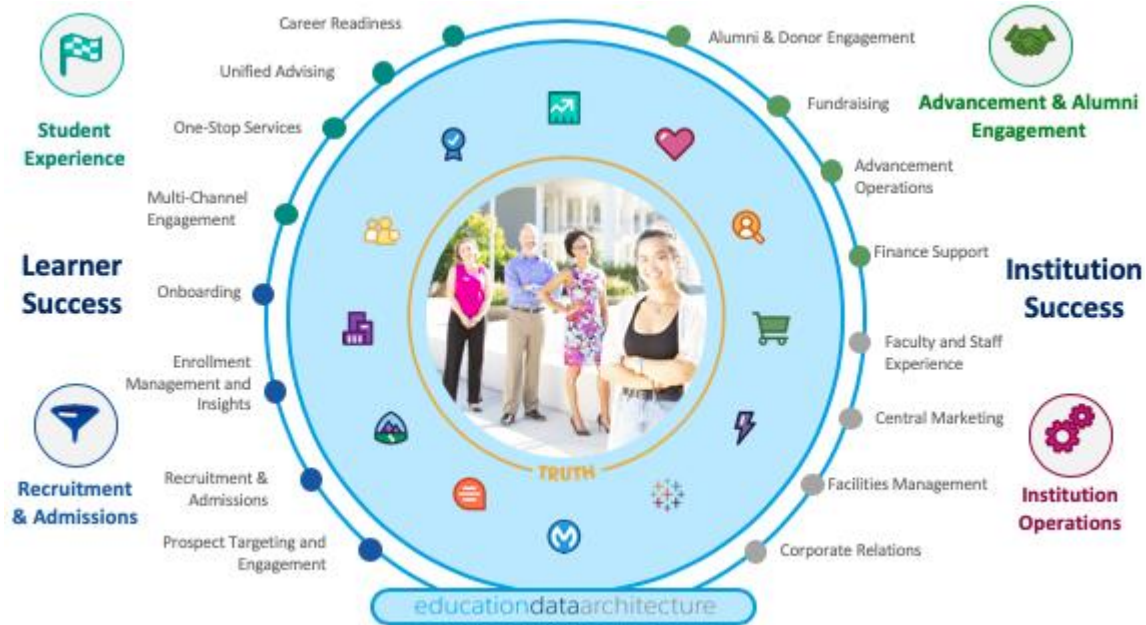 Career Readiness
Unified Advising
One-Stop Services
Multi-Channel
Engagement
Onboarding
Enrollment
Management and
Insights
Recruitment &
Admissions
Prospect Targeting and
Engagement
Student
Experience
Learner
Success
Recruitment
& Admissions
TRUTH
Alumni & Donor Engagement
Fundraising
Advancement
Operations
Finance Support
Faculty and Staff
Experience
Central Marketing
Facilities Management
Corporate Relations
Advancement & Alumni
Engagement
Institution
Success
Institution
Operations
educationdataarchitecture